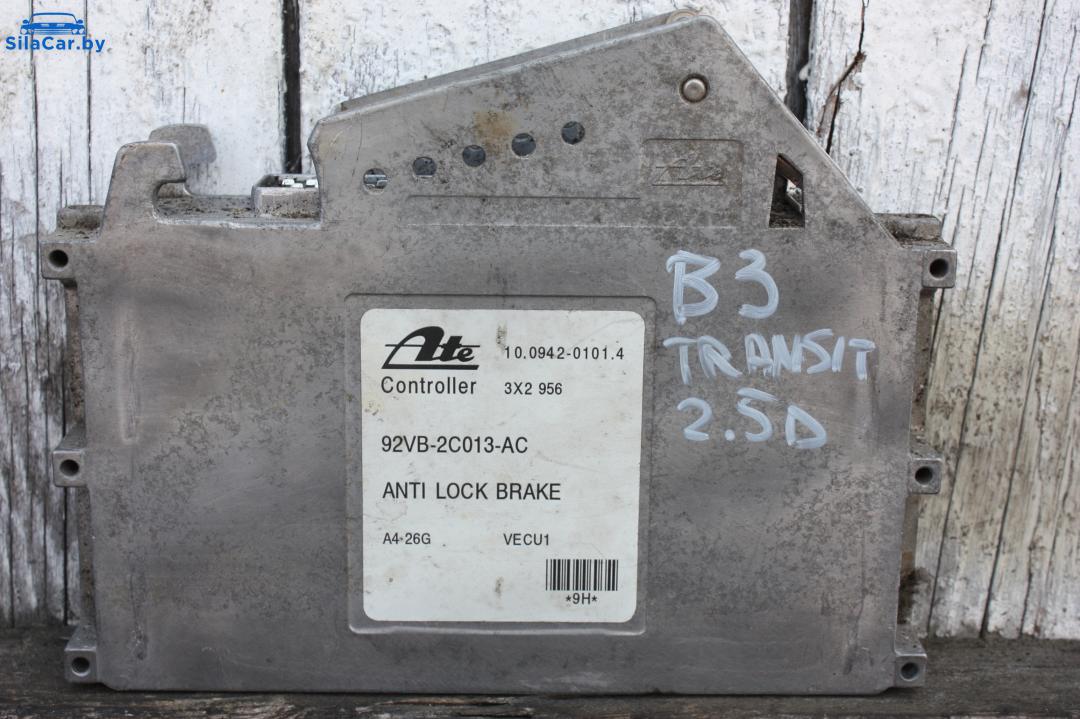 SilaCar.by
Ate
Ate 10.0942-0101.4
Controller 3X2 956
92VB-2C013-AC
ANTI LOCK BRAKE
A4-26G VECU1
*9H*
B3
TRANSIT
2.5D